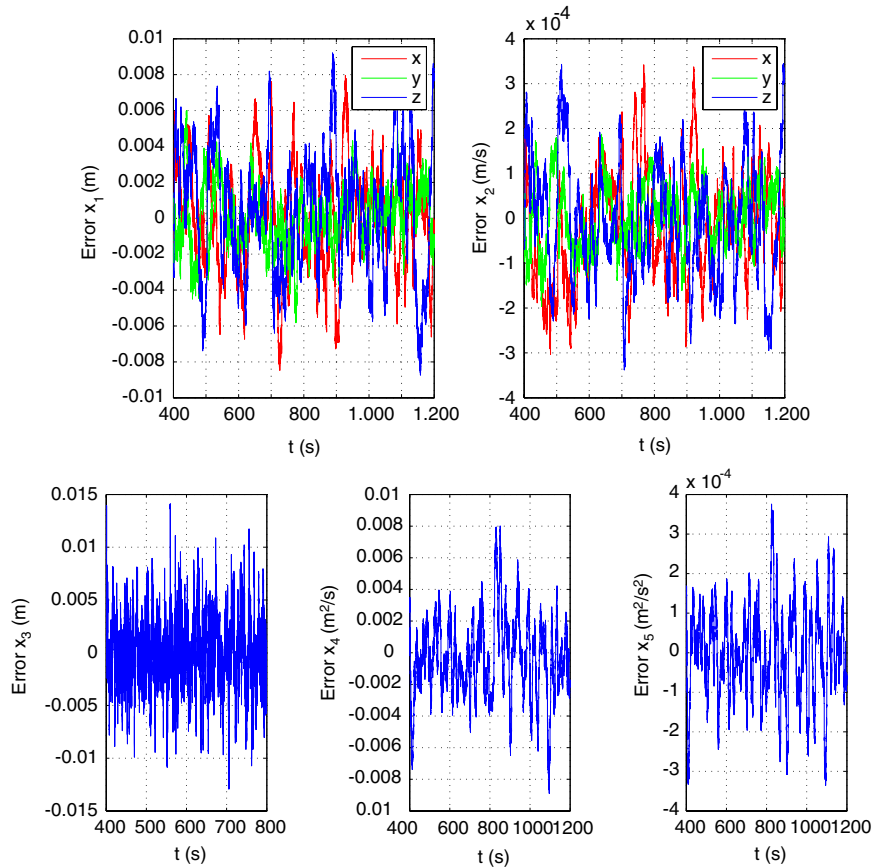 0.01
0.008
0.006
0.004
0.002
0
-0.002
-0.004
-0.006
-0.008
-0.01
Error x1 (m)
x
y
z
400 600 800 1.000 1.200
t (s)
x 10-4
4
3
2
1
0
-1
-2
-3
-4
Error x2 (m/s)
x
y
z
400 600 800 1.000 1.200
t (s)
0.015
0.01
0.005
0
-0.005
-0.01
-0.015
Error x3 (m)
400 500 600 700 800
t (s)
0.01
0.008
0.006
0.004
0.002
0
-0.002
-0.004
-0.006
-0.008
0.01
Error x4 (m2/s)
400 600 800 1000 1200
t (s)
x 10-4
4
3
2
1
0
-1
-2
-3
-4
Error x5 (m2/s2)
400 600 800 1000 1200
t (s)